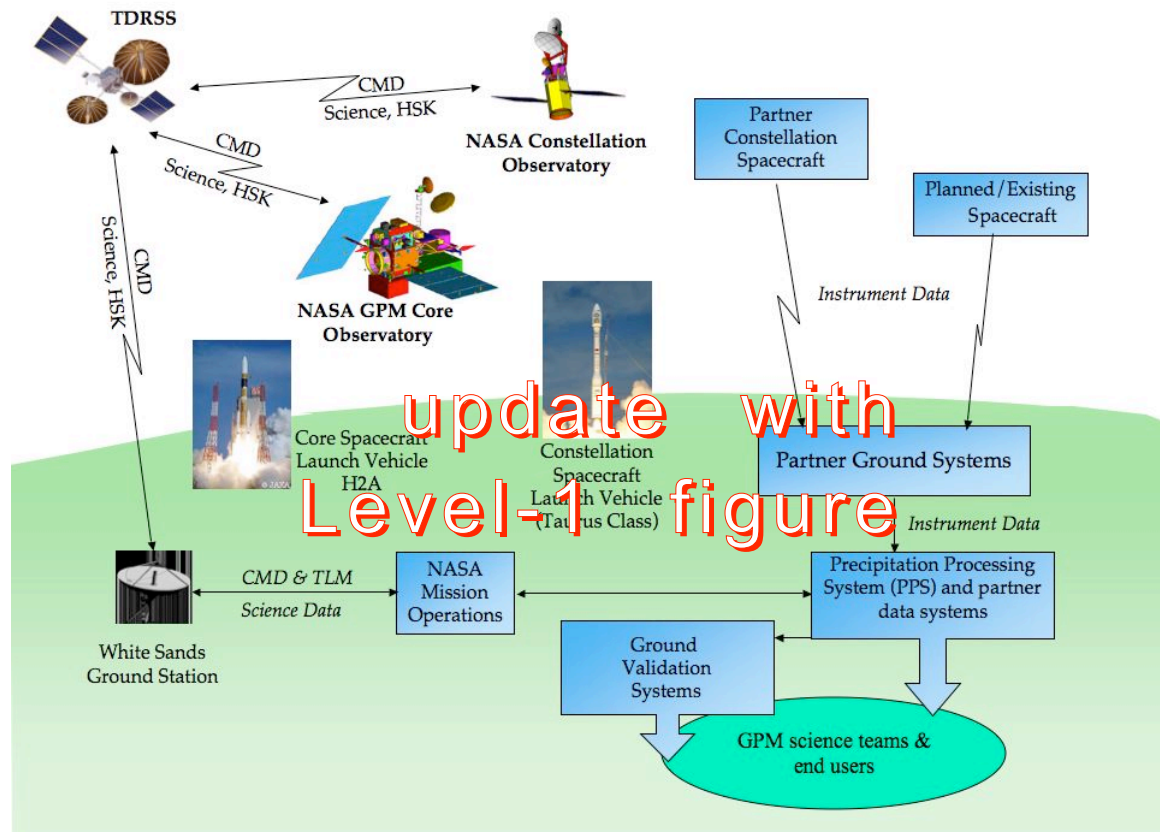 TDRSS
CMD
Science, HSK
NASA Constellation
Observatory
CMD
Science, HSK
NASA GPM Core
Observatory
CMD
Science, HSK
Partner
Constellation
Spacecraft
Planned/Existing
Spacecraft
Instrument Data
update with
Level-1 figure
Core Spacecraft
Launch Vehicle
H2A
© JAXA
Constellation
Spacecraft
Launch Vehicle
(Taurus Class)
Partner Ground Systems
Instrument Data
White Sands
Ground Station
CMD & TLM
Science Data
NASA
Mission
Operations
Precipitation Processing
System (PPS) and partner
data systems
Ground
Validation
Systems
GPM science teams &
end users